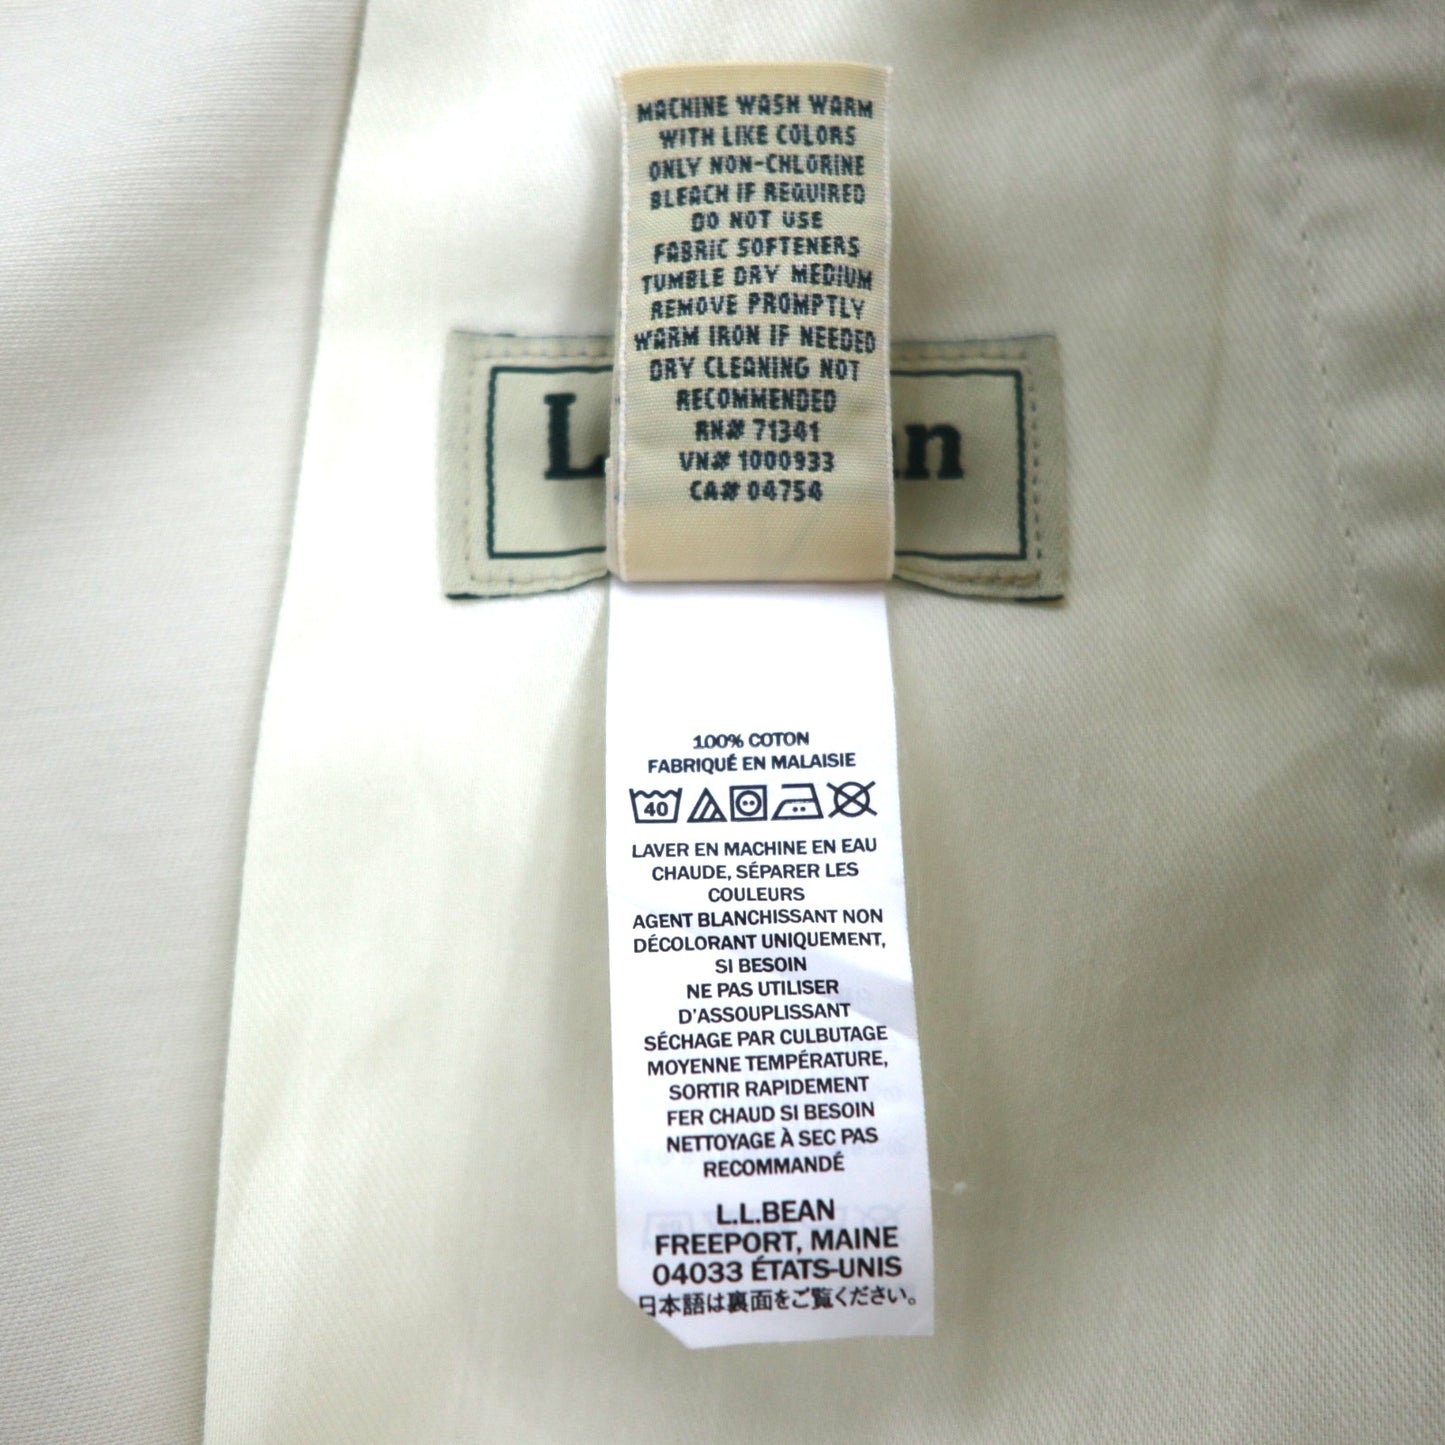 MACHINE WASH WARM
WITH LIKE COLORS
ONLY NON-CHLORINE
BLEACH IF REQUIRED
DO NOT USE
FABRIC SOFTENERS
TUMBLE DRY MEDIUM
REMOVE PROMPTLY
WARM IRON IF NEEDED
DRY CLEANING NOT
RECOMMENDED
RN# 71341
VN# 1000933
CA# 04754
L
an
100% COTON
FABRIQUÉ EN MALAISIE
40
LAVER EN MACHINE EN EAU
CHAUDE, SÉPARER LES
COULEURS
AGENT BLANCHISSANT NON
DÉCOLORANT UNIQUEMENT,
SI BESOIN
NE PAS UTILISER
D'ASSOUPLISSANT
SÉCHAGE PAR CULBUTAGE
MOYENNE TEMPÉRATURE,
SORTIR RAPIDEMENT
FER CHAUD SI BESOIN
NETTOYAGE À SEC PAS
RECOMMANDÉ
L.L.BEAN
FREEPORT, MAINE
04033 ÉTATS-UNIS
日本語は裏面をご覧ください。